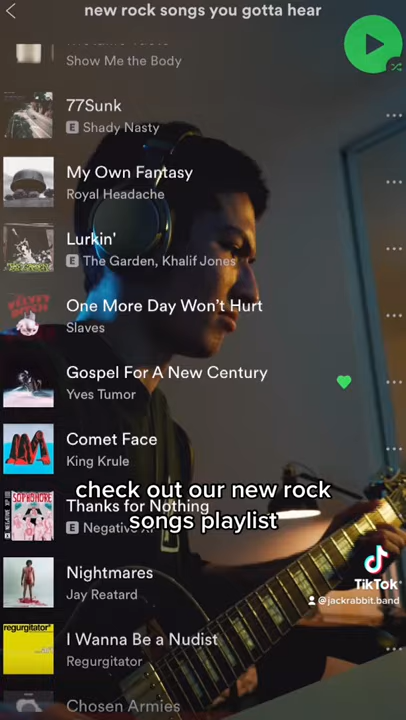 new rock songs you gotta hear
Show Me the Body
77Sunk
E Shady Nasty
My Own Fantasy
Royal Headache
Lurkin'
E The Garden, Khalif Jones
One More Day Won't Hurt
Slaves
Gospel For A New Century
Yves Tumor
Comet Face
King Krule
check out our new rock
songs playlist
Thanks for Nothing
E Negative XP
SOPHOMORE
Nightmares
Jay Reatard
TikTok
@jackrabbit.band
regurgitator
I Wanna Be a Nudist
Regurgitator
Chosen Armies